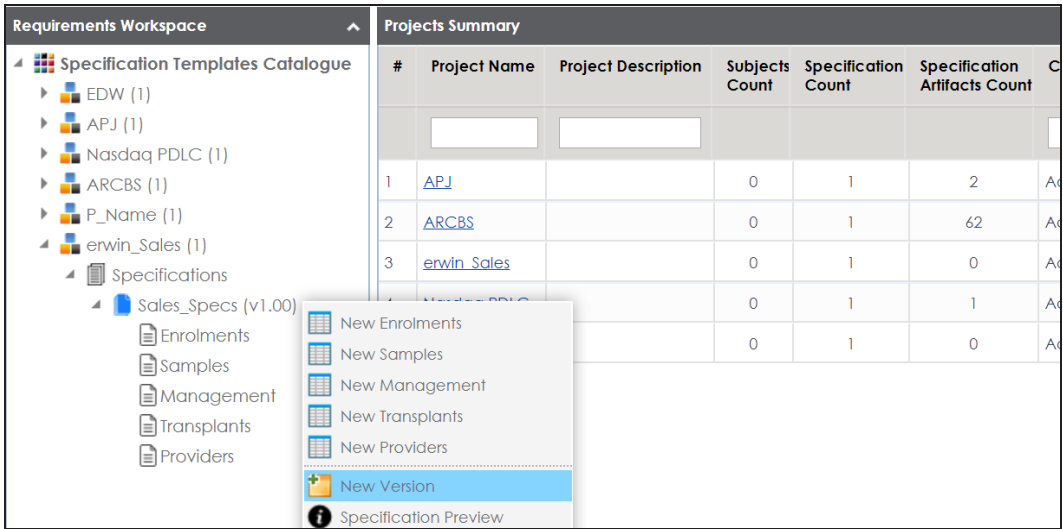 Requirements Workspace
Specification Templates Catalogue
EDW (1)
APJ (1)
Nasdaq PDLC (1)
ARCBS (1)
P_Name (1)
erwin_Sales (1)
Specifications
Sales_Specs (v1.00)
Enrolments
Samples
Management
Transplants
Providers
New Enrolments
New Samples
New Management
New Transplants
New Providers
New Version
Specification Preview
Projects Summary
# Project Name Project Description Subjects Count Specification Count Specification Artifacts Count
1 APJ 0 1 2
2 ARCBS 0 1 62
3 erwin_Sales 0 1 0
Nasdaq PDLC 0 1 1
0 1 0